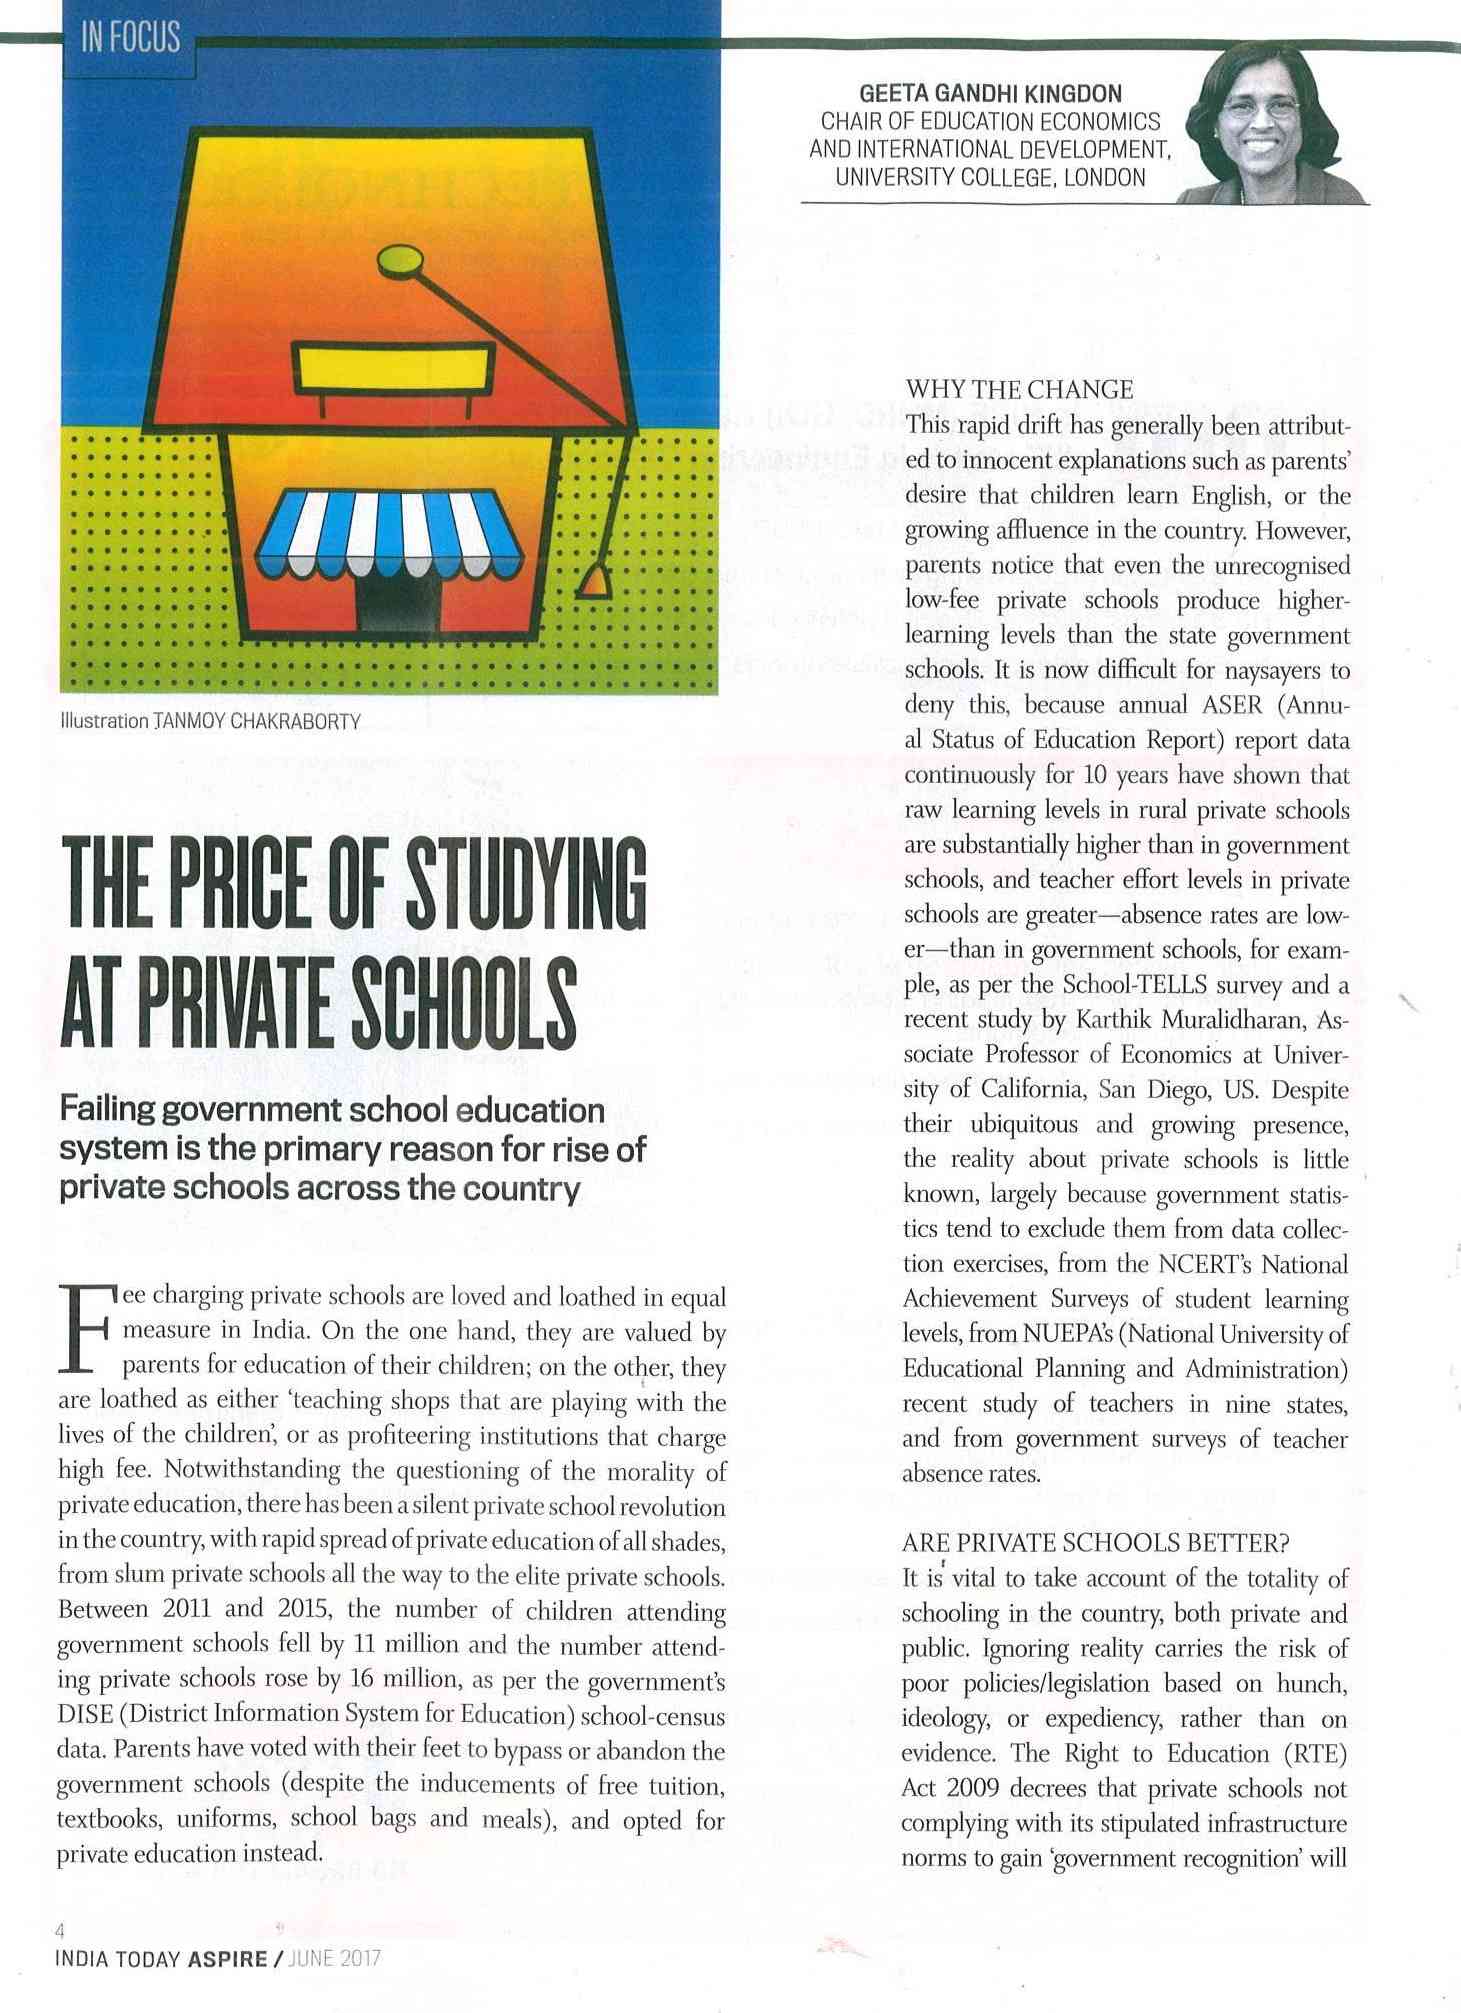 IN FOCUS
GEETA GANDHI KINGDON
CHAIR OF EDUCATION ECONOMICS
AND INTERNATIONAL DEVELOPMENT,
UNIVERSITY COLLEGE, LONDON
Illustration TANMOY CHAKRABORTY
THE PRICE OF STUDYING
AT PRIVATE SCHOOLS
Failing government school education
system is the primary reason for rise of
private schools across the country
Fee charging private schools are loved and loathed in equal
measure in India. On the one hand, they are valued by
parents for education of their children; on the other, they
are loathed as either ‘teaching shops that are playing with the
lives of the children’, or as profiteering institutions that charge
high fee. Notwithstanding the questioning of the morality of
private education, there has been a silent private school revolution
in the country, with rapid spread of private education of all shades,
from slum private schools all the way to the elite private schools.
Between 2011 and 2015, the number of children attending
government schools fell by 11 million and the number attend-
ing private schools rose by 16 million, as per the government’s
DISE (District Information System for Education) school-census
data. Parents have voted with their feet to bypass or abandon the
government schools (despite the inducements of free tuition,
textbooks, uniforms, school bags and meals), and opted for
private education instead.
WHY THE CHANGE
This rapid drift has generally been attribut-
ed to innocent explanations such as parents’
desire that children learn English, or the
growing affluence in the country. However,
parents notice that even the unrecognised
low-fee private schools produce higher-
learning levels than the state government
schools. It is now difficult for naysayers to
deny this, because annual ASER (Annu-
al Status of Education Report) report data
continuously for 10 years have shown that
raw learning levels in rural private schools
are substantially higher than in government
schools, and teacher effort levels in private
schools are greater—absence rates are low-
er—than in government schools, for exam-
ple, as per the School-TELLS survey and a
recent study by Karthik Muralidharan, As-
sociate Professor of Economics at Univer-
sity of California, San Diego, US. Despite
their ubiquitous and growing presence,
the reality about private schools is little
known, largely because government statis-
tics tend to exclude them from data collec-
tion exercises, from the NCERT’s National
Achievement Surveys of student learning
levels, from NUEPA’s (National University of
Educational Planning and Administration)
recent study of teachers in nine states,
and from government surveys of teacher
absence rates.
ARE PRIVATE SCHOOLS BETTER?
It is vital to take account of the totality of
schooling in the country, both private and
public. Ignoring reality carries the risk of
poor policies/legislation based on hunch,
ideology, or expediency, rather than on
evidence. The Right to Education (RTE)
Act 2009 decrees that private schools not
complying with its stipulated infrastructure
norms to gain ‘government recognition’ will
4
INDIA TODAY ASPIRE / JUNE 2017